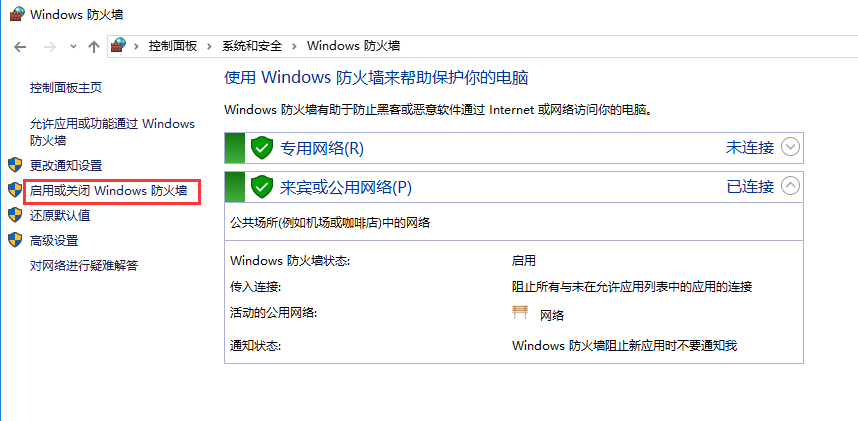 Windows 防火墙
控制面板 › 系统和安全 › Windows 防火墙
控制面板主页
允许应用或功能通过 Windows
防火墙
更改通知设置
启用或关闭 Windows 防火墙
还原默认值
高级设置
对网络进行疑难解答
使用 Windows 防火墙来帮助保护你的电脑
Windows 防火墙有助于防止黑客或恶意软件通过 Internet 或网络访问你的电脑。
专用网络(R) 未连接
来宾或公用网络(P) 已连接
公共场所(例如机场或咖啡店)中的网络
Windows 防火墙状态: 启用
传入连接: 阻止所有与未在允许应用列表中的应用的连接
活动的公用网络: 网络
通知状态: Windows 防火墙阻止新应用时不要通知我